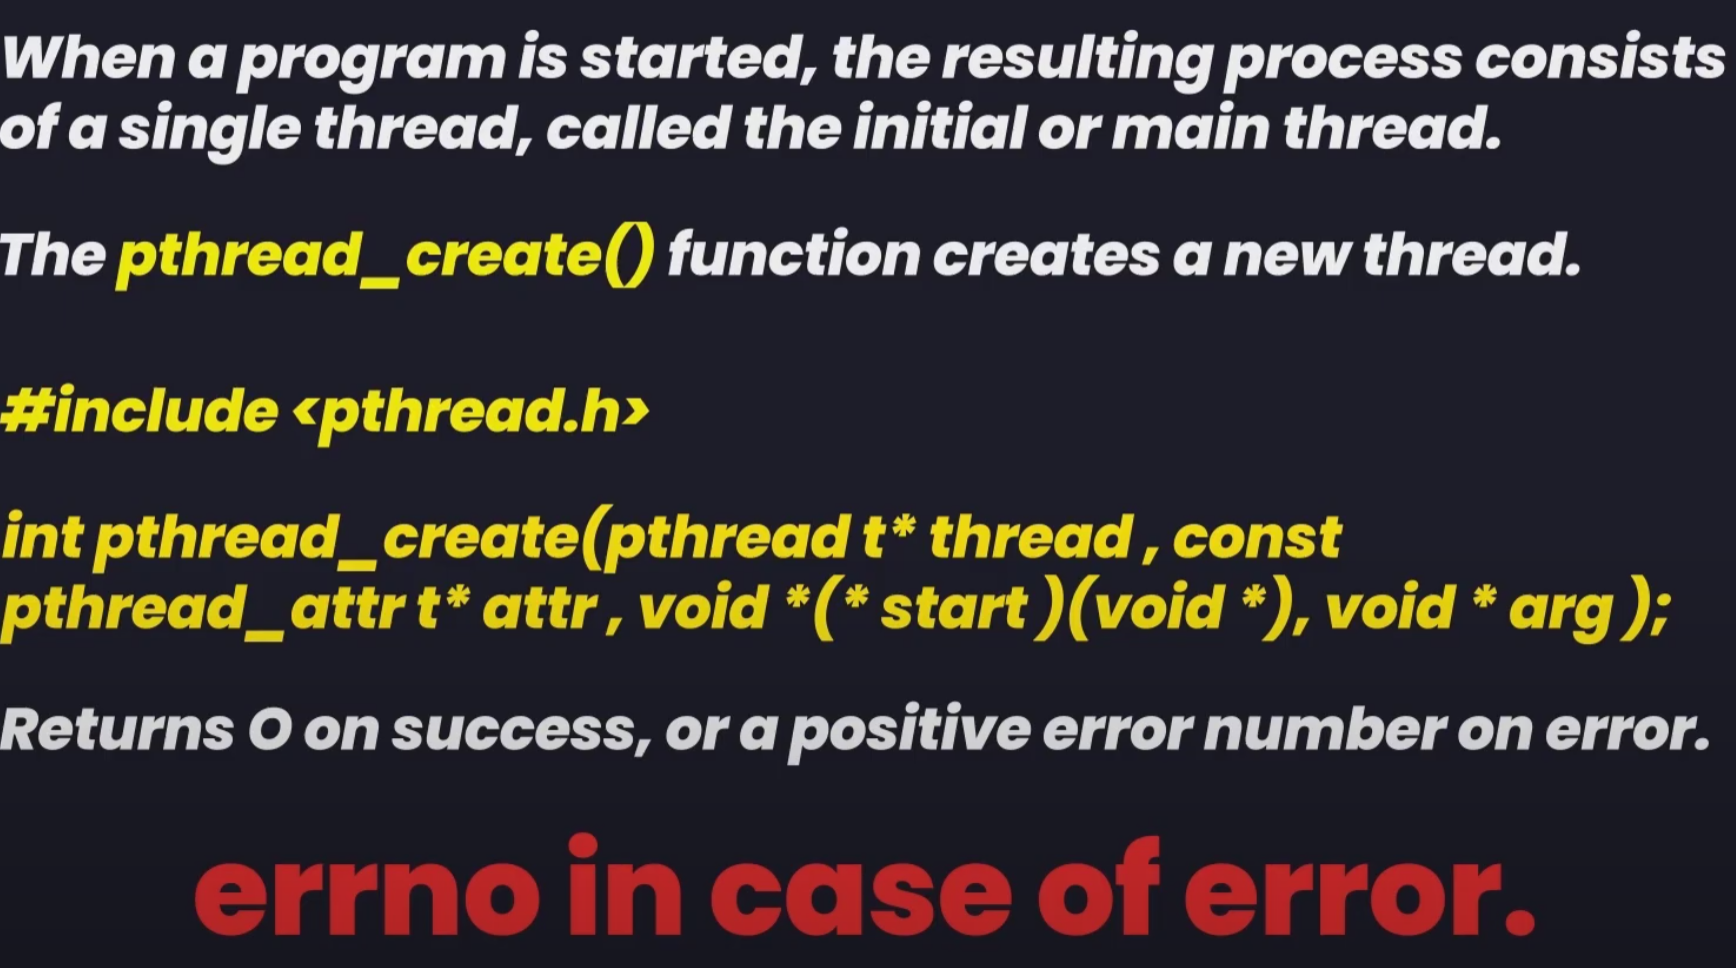 When a program is started, the resulting process consists
of a single thread, called the initial or main thread.
The pthread_create() function creates a new thread.
#include <pthread.h>
int pthread_create(pthread t* thread , const
pthread_attr t* attr , void *(* start )(void *), void * arg );
Returns 0 on success, or a positive error number on error.
errno in case of error.